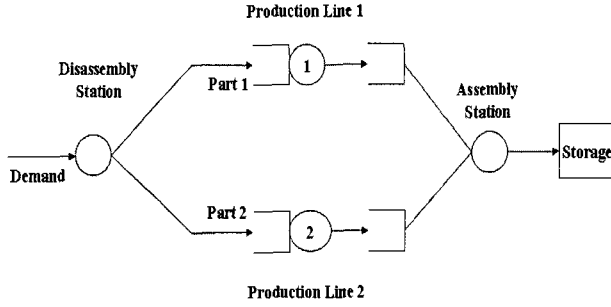 Production Line 1
Disassembly
Station
Part 1
1
Assembly
Station
Demand
Storage
Part 2
2
Production Line 2